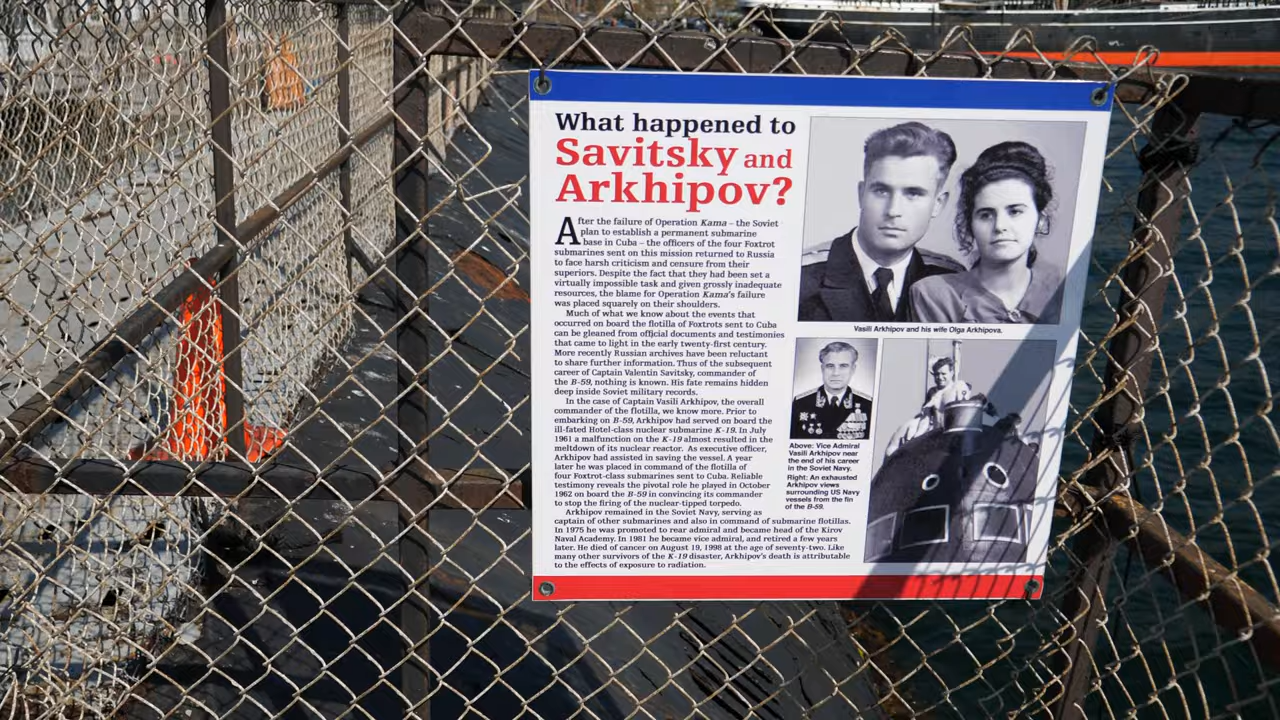 What happened to
Savitsky and
Arkhipov?
After the failure of Operation Kama – the Soviet
plan to establish a permanent submarine
base in Cuba – the officers of the four Foxtrot
submarines sent on this mission returned to Russia
to face harsh criticism and censure from their
superiors. Despite the fact that they had been set a
virtually impossible task and given grossly inadequate
resources, the blame for Operation Kama's failure
was placed squarely on their shoulders.
Much of what we know about the events that
occurred on board the flotilla of Foxtrots sent to Cuba
can be gleaned from official documents and testimonies
that came to light in the early twenty-first century.
More recently Russian archives have been reluctant
to share further information. Thus of the subsequent
career of Captain Valentin Savitsky, commander of
the B-59, nothing is known. His fate remains hidden
deep inside Soviet military records.
In the case of Captain Vasili Arkhipov, the overall
commander of the flotilla, we know more. Prior to
embarking on B-59, Arkhipov had served on board the
ill-fated Hotel-class nuclear submarine K-19. In July
1961 a malfunction on the K-19 almost resulted in the
meltdown of its nuclear reactor. As executive officer,
Arkhipov had assisted in saving the vessel. A year
later he was placed in command of the flotilla of
four Foxtrot-class submarines sent to Cuba. Reliable
testimony reveals the pivotal role he played in October
1962 on board the B-59 in convincing its commander
to stop the firing of the nuclear-tipped torpedo.
Arkhipov remained in the Soviet Navy, serving as
captain of other submarines and also in command of submarine flotillas.
In 1975 he was promoted to rear admiral and became head of the Kirov
Naval Academy. In 1981 he became vice admiral, and retired a few years
later. He died of cancer on August 19, 1998 at the age of seventy-two. Like
many other survivors of the K-19 disaster, Arkhipov's death is attributable
to the effects of exposure to radiation.
Vasili Arkhipov and his wife Olga Arkhipova.
Above: Vice Admiral
Vasili Arkhipov near
the end of his career
in the Soviet Navy.
Right: An exhausted
Arkhipov views
surrounding US Navy
vessels from the fin
of the B-59.